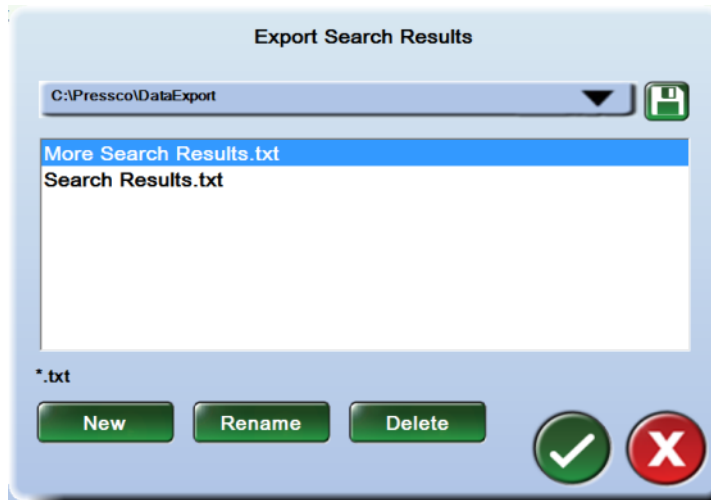 Export Search Results
C:\Pressco\DataExport
More Search Results.txt
Search Results.txt
*.txt
New Rename Delete